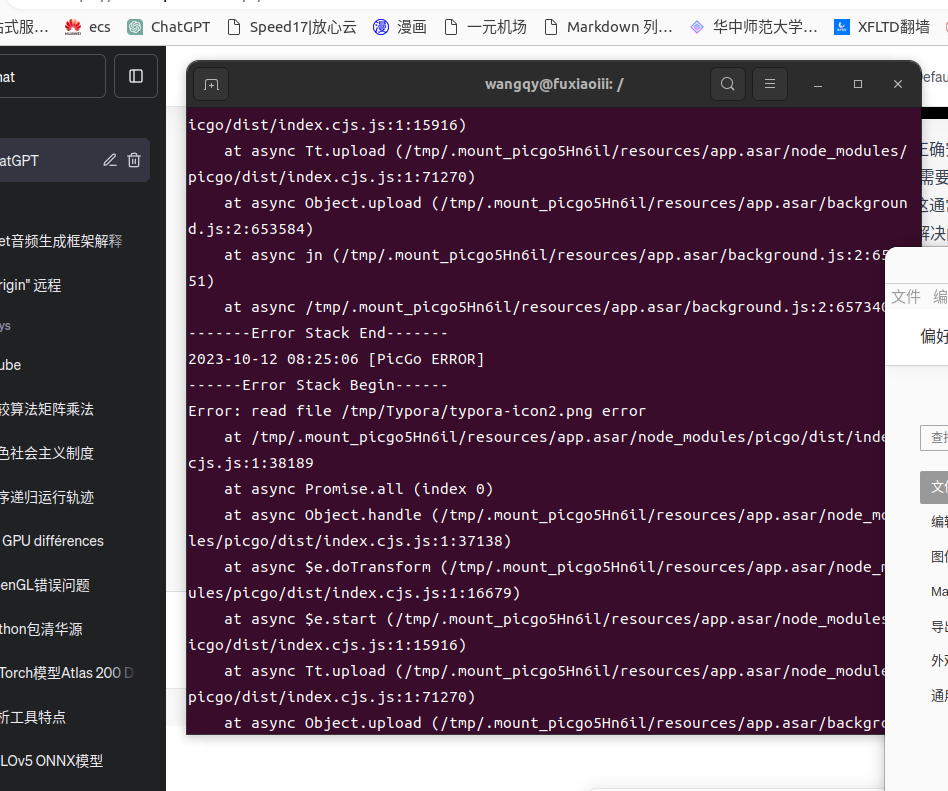 式服...
ecs
ChatGPT
Speed17|放心云
漫画
一元机场
Markdown 列...
华中师范大学...
XFLTD翻墙
hat
atGPT
et音频生成框架解释
rigin" 远程
ys
ube
较算法矩阵乘法
色社会主义制度
序递归运行轨迹
GPU différences
enGL错误问题
thon包清华源
Torch模型Atlas 200 D
析工具特点
LOv5 ONNX模型
wangqy@fuxiaoiii: /
icgo/dist/index.cjs.js:1:15916)
at async Tt.upload (/tmp/.mount_picgo5Hn6il/resources/app.asar/node_modules/
picgo/dist/index.cjs.js:1:71270)
at async Object.upload (/tmp/.mount_picgo5Hn6il/resources/app.asar/backgroun
d.js:2:653584)
at async jn (/tmp/.mount_picgo5Hn6il/resources/app.asar/background.js:2:65
51)
at async /tmp/.mount_picgo5Hn6il/resources/app.asar/background.js:2:657340
-------Error Stack End-------
2023-10-12 08:25:06 [PicGo ERROR]
------Error Stack Begin------
Error: read file /tmp/Typora/typora-icon2.png error
at /tmp/.mount_picgo5Hn6il/resources/app.asar/node_modules/picgo/dist/inde
cjs.js:1:38189
at async Promise.all (index 0)
at async Object.handle (/tmp/.mount_picgo5Hn6il/resources/app.asar/node_mo
les/picgo/dist/index.cjs.js:1:37138)
at async $e.doTransform (/tmp/.mount_picgo5Hn6il/resources/app.asar/node_m
ules/picgo/dist/index.cjs.js:1:16679)
at async $e.start (/tmp/.mount_picgo5Hn6il/resources/app.asar/node_modules
icgo/dist/index.cjs.js:1:15916)
at async Tt.upload (/tmp/.mount_picgo5Hn6il/resources/app.asar/node_module
picgo/dist/index.cjs.js:1:71270)
at async Object.upload (/tmp/.mount_picgo5Hn6il/resources/app.asar/backgro
efau
正确
需要
这通
解决
文件 编
偏好
查找
文件
编辑
图像
Ma
导出
外观
通用